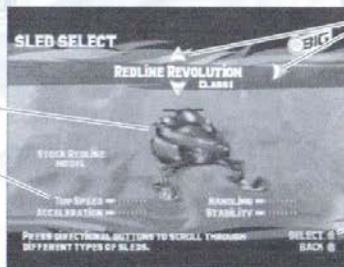 SLED SELECT
BIG
REDLINE REVOLUTION
CLASS I
STOCK REDLINE
MODEL
TOP SPEED
HANDLING
ACCELERATION
STABILITY
PRESS DIRECTIONAL BUTTONS TO SCROLL THROUGH
DIFFERENT TYPES OF SLEDS.
SELECT
BACK